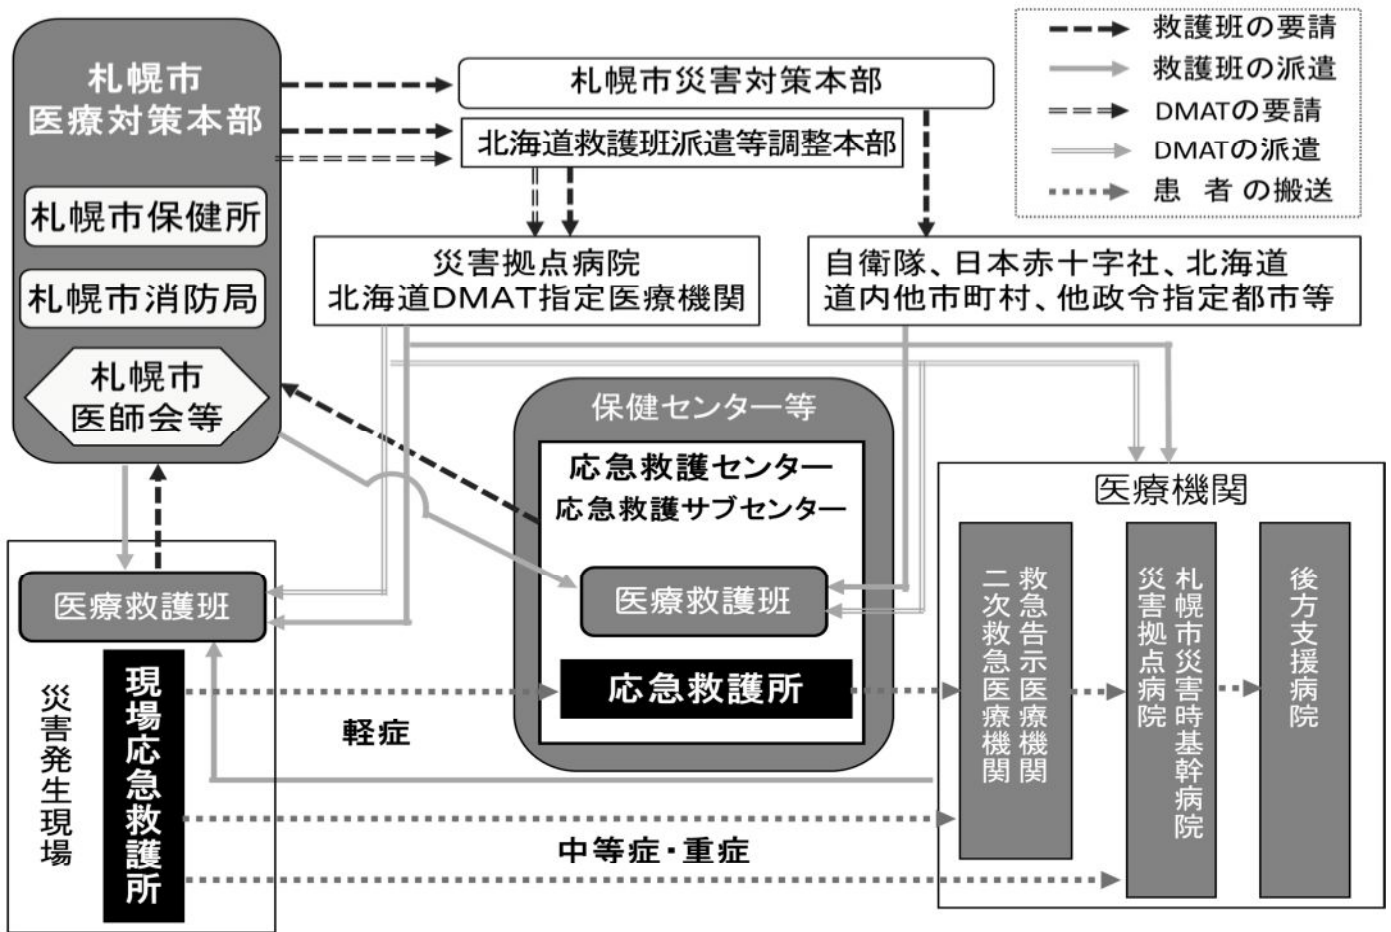 札幌市
医療対策本部
札幌市保健所
札幌市消防局
札幌市
医師会等
札幌市災害対策本部
北海道救護班派遣等調整本部
救護班の要請
救護班の派遣
DMATの要請
DMATの派遣
患者の搬送
災害拠点病院
北海道DMAT指定医療機関
自衛隊、日本赤十字社、北海道
道内他市町村、他政令指定都市等
保健センター等
応急救護センター
応急救護サブセンター
医療救護班
応急救護所
医療救護班
災害発生現場
現場応急救護所
軽症
中等症・重症
医療機関
救急告示医療機関
二次救急医療機関
札幌市災害時基幹病院
災害拠点病院
後方支援病院